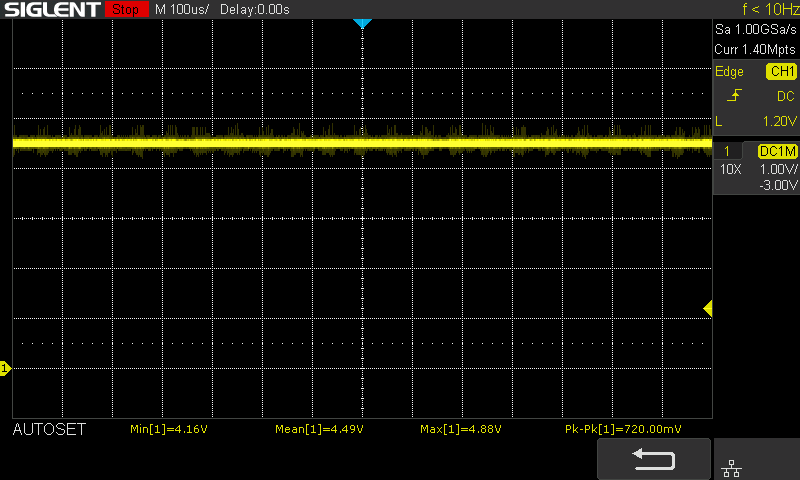 SIGLENT Stop M 100us/ Delay:0.00s f < 10Hz
Sa 1.00GSa/s
Curr 1.40Mpts
Edge CH1
DC
L 1.20V
1 DC1M
10X 1.00V/
-3.00V
1
AUTOSET Min[1]=4.16V Mean[1]=4.49V Max[1]=4.88V Pk-Pk[1]=720.00mV